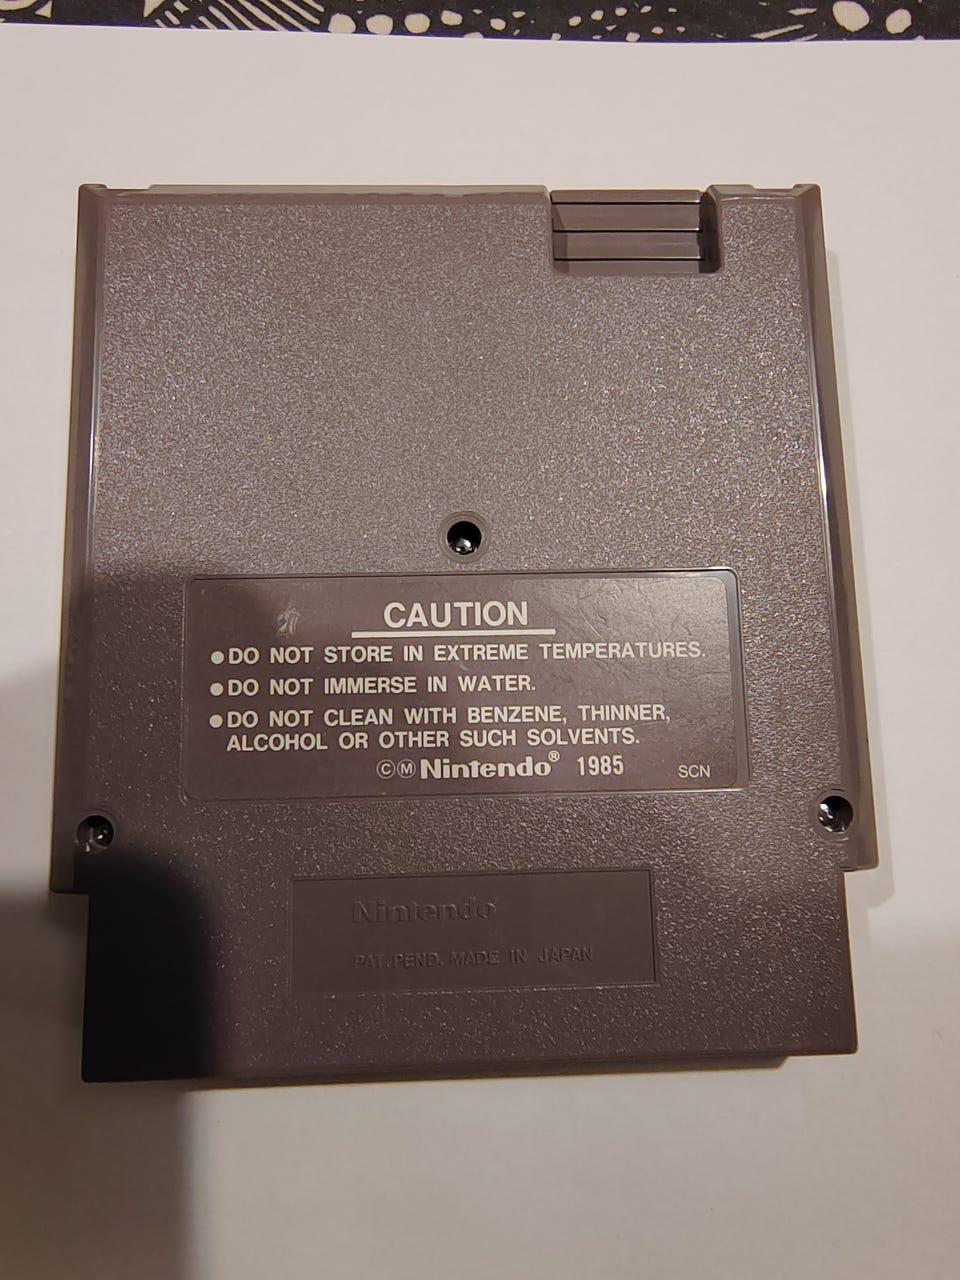 CAUTION
●DO NOT STORE IN EXTREME TEMPERATURES.
●DO NOT IMMERSE IN WATER.
●DO NOT CLEAN WITH BENZENE, THINNER,
ALCOHOL OR OTHER SUCH SOLVENTS.
ⒸⓂ Nintendo® 1985 SCN
Nintendo
PAT. PEND. MADE IN JAPAN